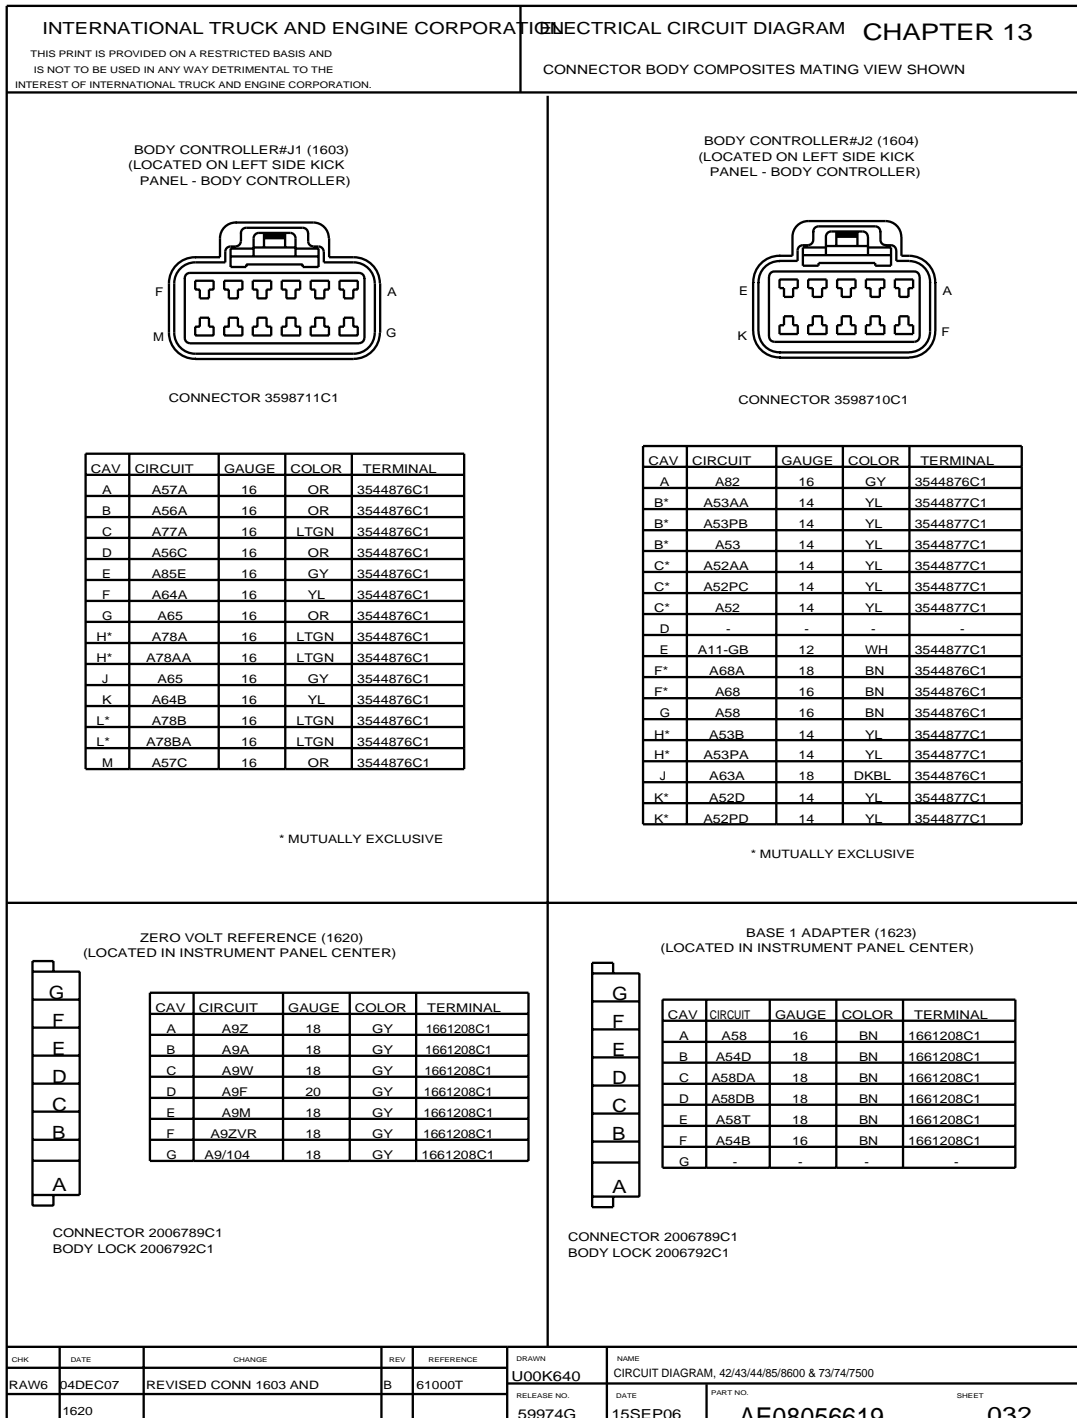 INTERNATIONAL TRUCK AND ENGINE CORPORATION
THIS PRINT IS PROVIDED ON A RESTRICTED BASIS AND
IS NOT TO BE USED IN ANY WAY DETRIMENTAL TO THE
INTEREST OF INTERNATIONAL TRUCK AND ENGINE CORPORATION.
ELECTRICAL CIRCUIT DIAGRAM CHAPTER 13
CONNECTOR BODY COMPOSITES MATING VIEW SHOWN
BODY CONTROLLER#J1 (1603)
(LOCATED ON LEFT SIDE KICK
PANEL - BODY CONTROLLER)
F A
M G
CONNECTOR 3598711C1
CAV CIRCUIT GAUGE COLOR TERMINAL
A A57A 16 OR 3544876C1
B A56A 16 OR 3544876C1
C A77A 16 LTGN 3544876C1
D A56C 16 OR 3544876C1
E A85E 16 GY 3544876C1
F A64A 16 YL 3544876C1
G A65 16 OR 3544876C1
H* A78A 16 LTGN 3544876C1
H* A78AA 16 LTGN 3544876C1
J A65 16 GY 3544876C1
K A64B 16 YL 3544876C1
L* A78B 16 LTGN 3544876C1
L* A78BA 16 LTGN 3544876C1
M A57C 16 OR 3544876C1
* MUTUALLY EXCLUSIVE
BODY CONTROLLER#J2 (1604)
(LOCATED ON LEFT SIDE KICK
PANEL - BODY CONTROLLER)
E A
K F
CONNECTOR 3598710C1
CAV CIRCUIT GAUGE COLOR TERMINAL
A A82 16 GY 3544876C1
B* A53AA 14 YL 3544877C1
B* A53PB 14 YL 3544877C1
B* A53 14 YL 3544877C1
C* A52AA 14 YL 3544877C1
C* A52PC 14 YL 3544877C1
C* A52 14 YL 3544877C1
D - - - -
E A11-GB 12 WH 3544877C1
F* A68A 18 BN 3544876C1
F* A68 16 BN 3544876C1
G A58 16 BN 3544876C1
H* A53B 14 YL 3544877C1
H* A53PA 14 YL 3544877C1
J A63A 18 DKBL 3544876C1
K* A52D 14 YL 3544877C1
K* A52PD 14 YL 3544877C1
* MUTUALLY EXCLUSIVE
ZERO VOLT REFERENCE (1620)
(LOCATED IN INSTRUMENT PANEL CENTER)
G
F
E
D
C
B
A
CAV CIRCUIT GAUGE COLOR TERMINAL
A A9Z 18 GY 1661208C1
B A9A 18 GY 1661208C1
C A9W 18 GY 1661208C1
D A9F 20 GY 1661208C1
E A9M 18 GY 1661208C1
F A9ZVR 18 GY 1661208C1
G A9/104 18 GY 1661208C1
CONNECTOR 2006789C1
BODY LOCK 2006792C1
BASE 1 ADAPTER (1623)
(LOCATED IN INSTRUMENT PANEL CENTER)
G
F
E
D
C
B
A
CAV CIRCUIT GAUGE COLOR TERMINAL
A A58 16 BN 1661208C1
B A54D 18 BN 1661208C1
C A58DA 18 BN 1661208C1
D A58DB 18 BN 1661208C1
E A58T 18 BN 1661208C1
F A54B 16 BN 1661208C1
G - - - -
CONNECTOR 2006789C1
BODY LOCK 2006792C1
CHK DATE CHANGE REV REFERENCE
RAW6 04DEC07 REVISED CONN 1603 AND B 61000T
1620
DRAWN
U00K640
NAME
CIRCUIT DIAGRAM, 42/43/44/85/8600 & 73/74/7500
RELEASE NO. DATE PART NO. SHEET
59974G 15SEP06 AE08056619 032